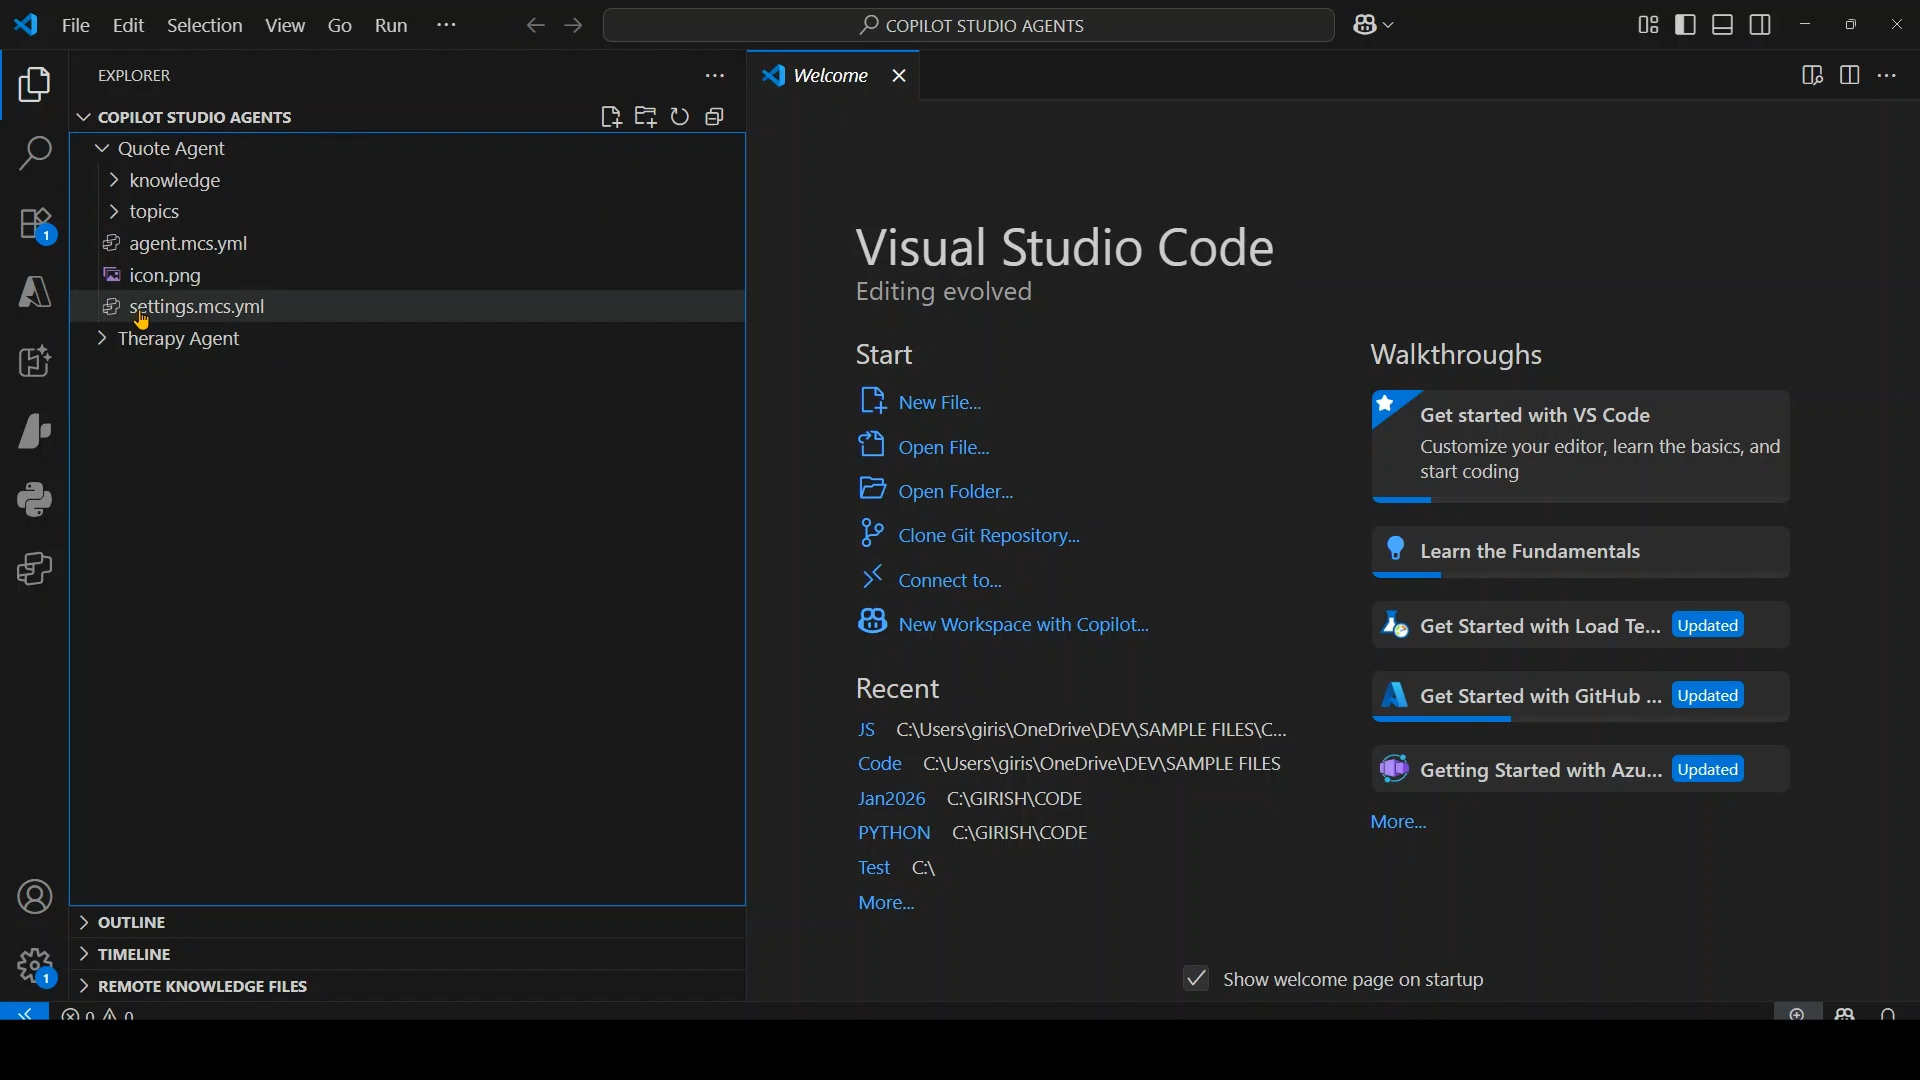 File Edit Selection View Go Run ···
COPILOT STUDIO AGENTS
EXPLORER
COPILOT STUDIO AGENTS
Quote Agent
knowledge
topics
agent.mcs.yml
icon.png
settings.mcs.yml
Therapy Agent
OUTLINE
TIMELINE
REMOTE KNOWLEDGE FILES
1
1
0 0
Welcome
Visual Studio Code
Editing evolved
Start
New File...
Open File...
Open Folder...
Clone Git Repository...
Connect to...
New Workspace with Copilot...
Recent
JS C:\Users\giris\OneDrive\DEV\SAMPLE FILES\C...
Code C:\Users\giris\OneDrive\DEV\SAMPLE FILES
Jan2026 C:\GIRISH\CODE
PYTHON C:\GIRISH\CODE
Test C:\
More...
Walkthroughs
Get started with VS Code
Customize your editor, learn the basics, and
start coding
Learn the Fundamentals
Get Started with Load Te... Updated
Get Started with GitHub ... Updated
Getting Started with Azu... Updated
More...
Show welcome page on startup